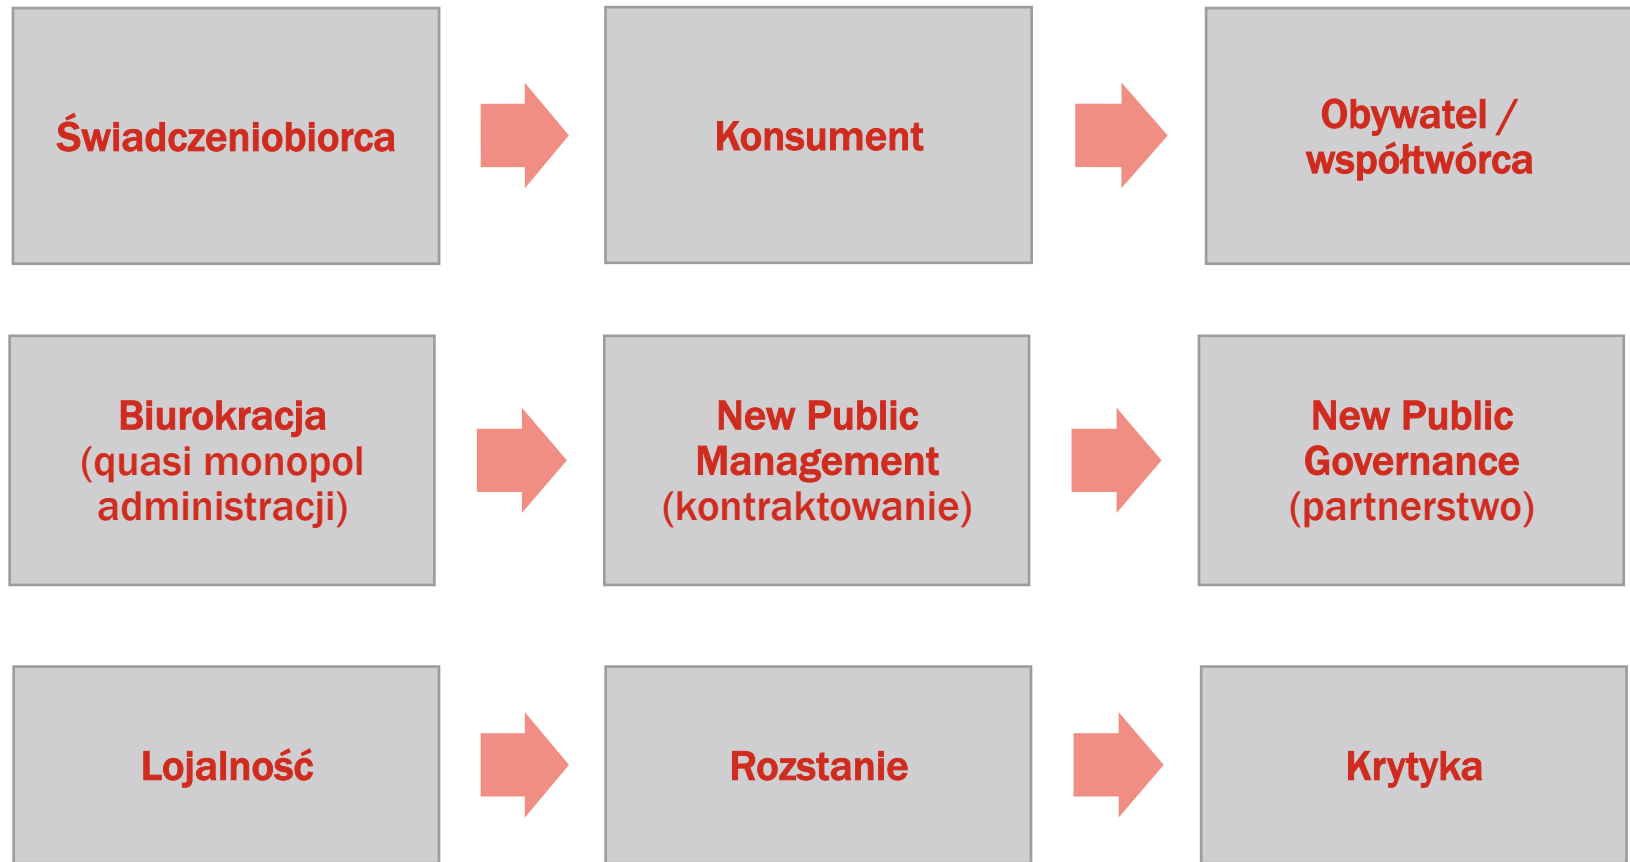 Świadczeniobiorca
Konsument
Obywatel /
współtwórca
Biurokracja
(quasi monopol
administracji)
New Public
Management
(kontraktowanie)
New Public
Governance
(partnerstwo)
Lojalność
Rozstanie
Krytyka